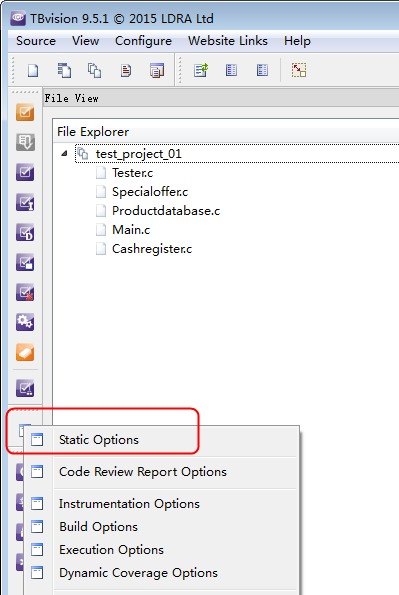 TBvision 9.5.1 © 2015 LDRA Ltd
Source View Configure Website Links Help
File View
File Explorer
test_project_01
Tester.c
Specialoffer.c
Productdatabase.c
Main.c
Cashregister.c
Static Options
Code Review Report Options
Instrumentation Options
Build Options
Execution Options
Dynamic Coverage Options